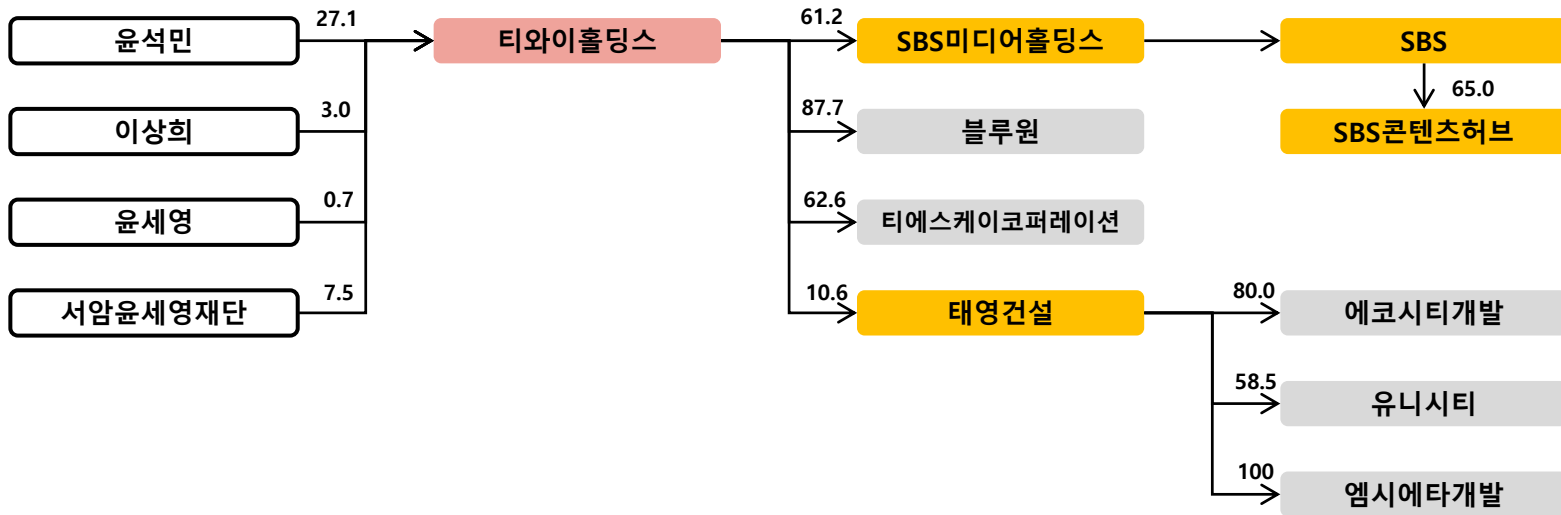 윤석민
27.1
티와이홀딩스
61.2
SBS미디어홀딩스
SBS
이상희
3.0
87.7
블루원
65.0
SBS콘텐츠허브
윤세영
0.7
62.6
티에스케이코퍼레이션
서암윤세영재단
7.5
10.6
태영건설
80.0
에코시티개발
58.5
유니시티
100
엠시에타개발